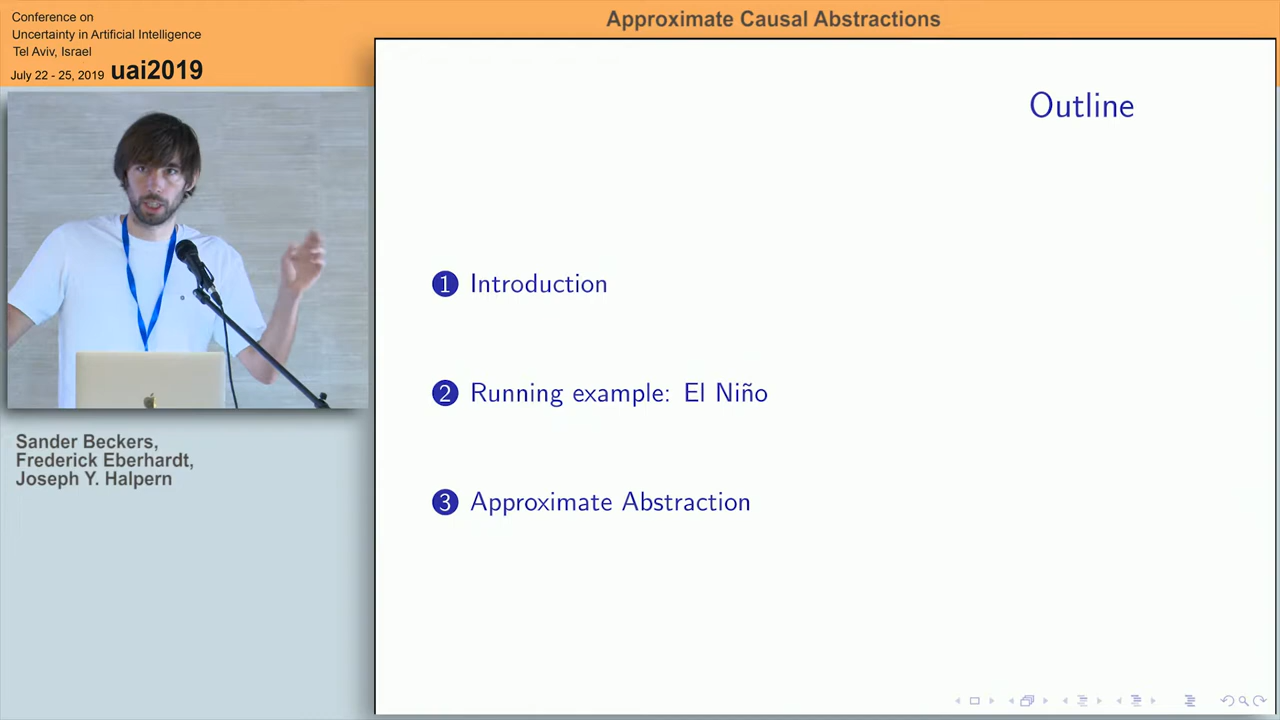 Conference on
Uncertainty in Artificial Intelligence
Tel Aviv, Israel
July 22 - 25, 2019 uai2019
Approximate Causal Abstractions
Outline
1 Introduction
2 Running example: El Niño
3 Approximate Abstraction
Sander Beckers,
Frederick Eberhardt,
Joseph Y. Halpern